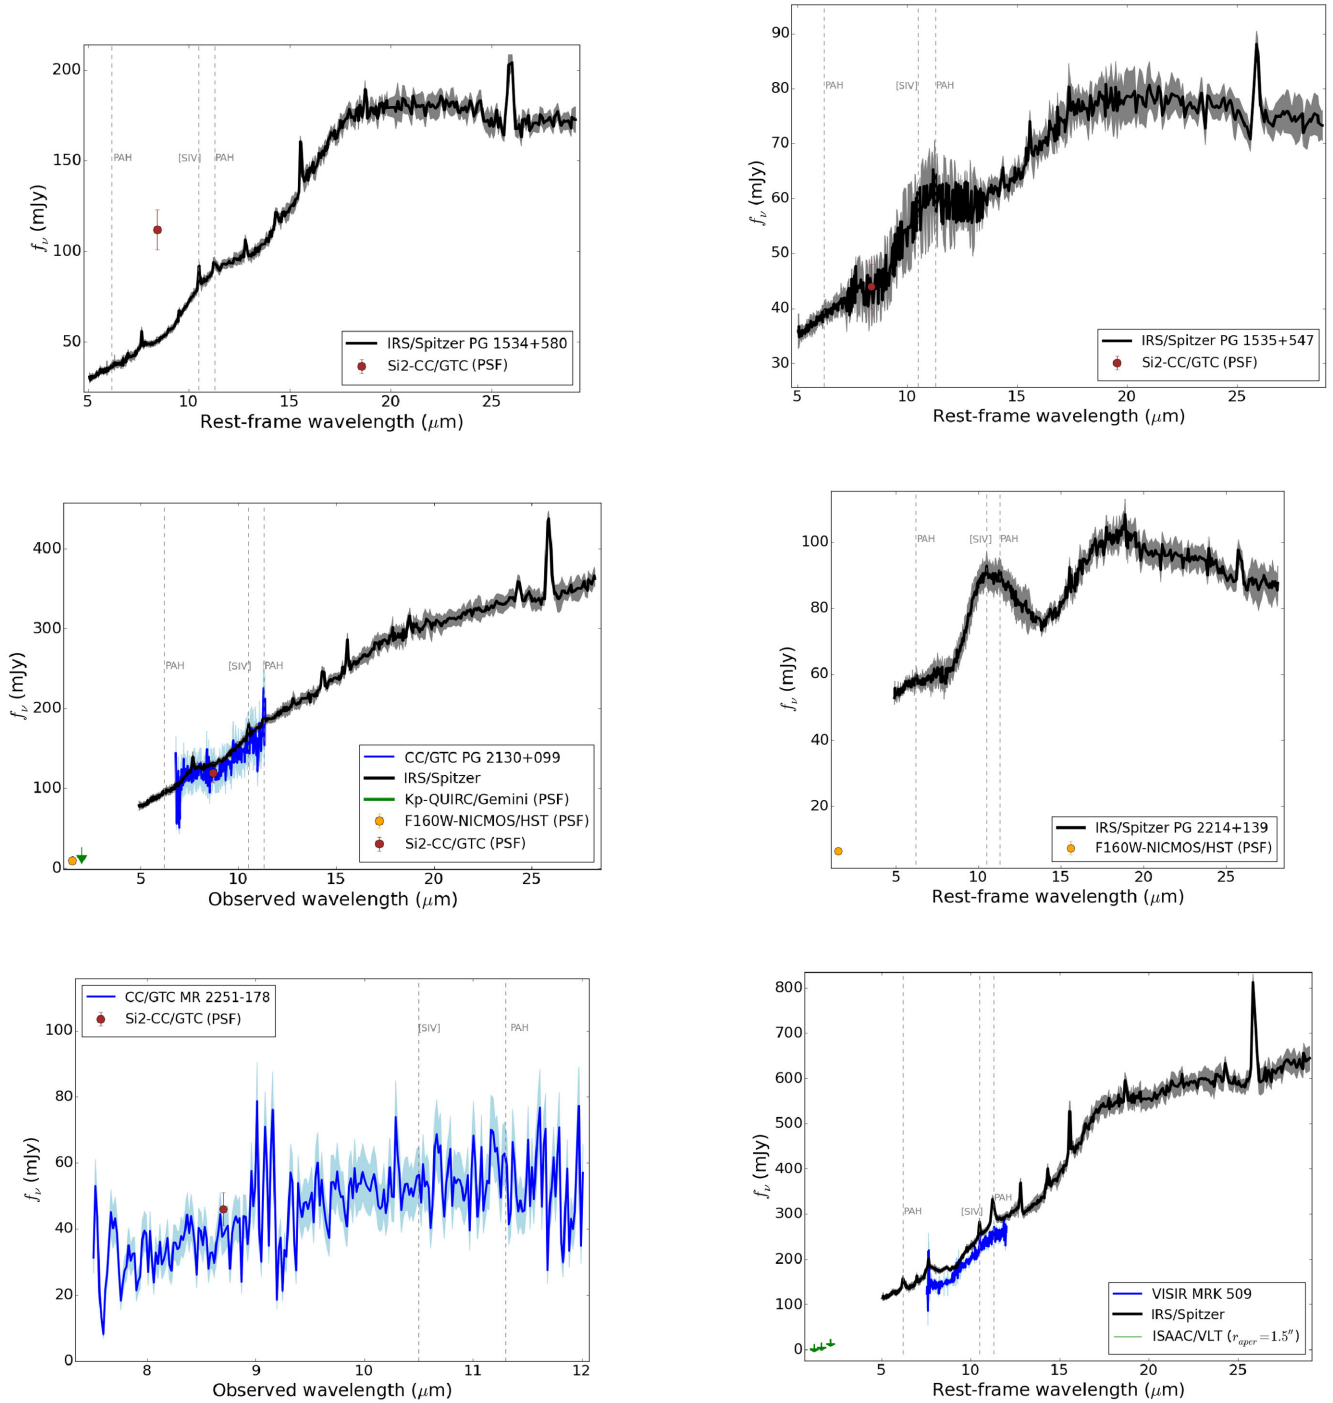 200
150
100
50
f_ν (mJy)
PAH
[SIV]
PAH
IRS/Spitzer PG 1534+580
Si2-CC/GTC (PSF)
5
10
15
20
25
Rest-frame wavelength (μm)
90
80
70
60
50
40
30
f_ν (mJy)
PAH
[SIV]
PAH
IRS/Spitzer PG 1535+547
Si2-CC/GTC (PSF)
5
10
15
20
25
Rest-frame wavelength (μm)
400
300
200
100
0
f_ν (mJy)
PAH
[SIV]
PAH
CC/GTC PG 2130+099
IRS/Spitzer
Kp-QUIRC/Gemini (PSF)
F160W-NICMOS/HST (PSF)
Si2-CC/GTC (PSF)
5
10
15
20
25
Observed wavelength (μm)
100
80
60
40
20
f_ν (mJy)
PAH
[SIV]
PAH
IRS/Spitzer PG 2214+139
F160W-NICMOS/HST (PSF)
5
10
15
20
25
Rest-frame wavelength (μm)
100
80
60
40
20
0
f_ν (mJy)
CC/GTC MR 2251-178
Si2-CC/GTC (PSF)
[SIV]
PAH
8
9
10
11
12
Observed wavelength (μm)
800
700
600
500
400
300
200
100
0
f_ν (mJy)
PAH
[SIV]
PAH
VISIR MRK 509
IRS/Spitzer
ISAAC/VLT (r_aper=1.5″)
5
10
15
20
25
Rest-frame wavelength (μm)